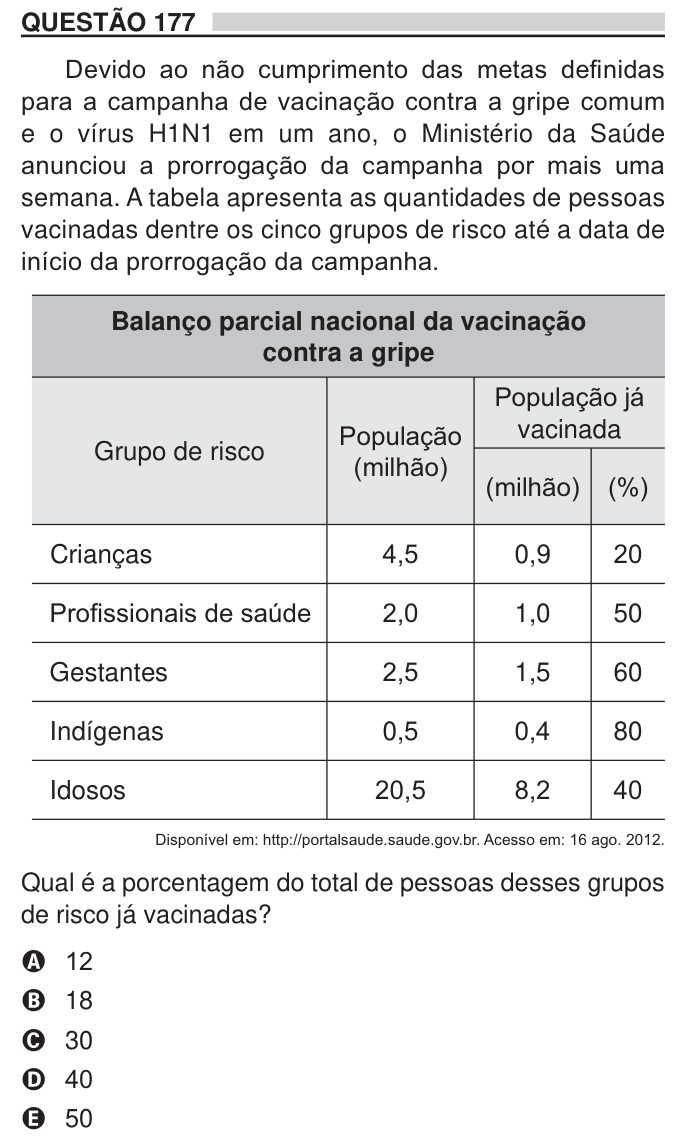 QUESTÃO 177
Devido ao não cumprimento das metas definidas
para a campanha de vacinação contra a gripe comum
e o vírus H1N1 em um ano, o Ministério da Saúde
anunciou a prorrogação da campanha por mais uma
semana. A tabela apresenta as quantidades de pessoas
vacinadas dentre os cinco grupos de risco até a data de
início da prorrogação da campanha.
Balanço parcial nacional da vacinação
contra a gripe
Grupo de risco
População
(milhão)
População já
vacinada
(milhão) (%)
Crianças 4,5 0,9 20
Profissionais de saúde 2,0 1,0 50
Gestantes 2,5 1,5 60
Indígenas 0,5 0,4 80
Idosos 20,5 8,2 40
Disponível em: http://portalsaude.saude.gov.br. Acesso em: 16 ago. 2012.
Qual é a porcentagem do total de pessoas desses grupos
de risco já vacinadas?
A 12
B 18
C 30
D 40
E 50